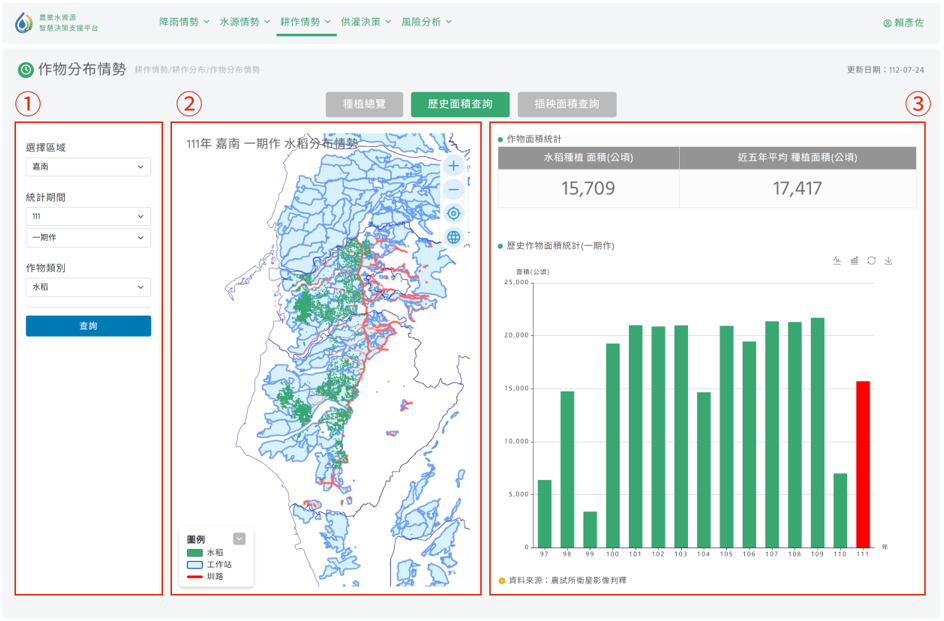 農業水資源
智慧決策支援平台
降雨情勢 水源情勢 耕作情勢 供灌決策 風險分析
賴彥佐
作物分布情勢 耕作情勢/耕作分布/作物分布情勢
更新日期：112-07-24
1 2 3
種植總覽 歷史面積查詢 插秧面積查詢
選擇區域
嘉南
統計期間
111
一期作
作物類別
水稻
查詢
111年 嘉南 一期作 水稻分布情勢
圖例
水稻
工作站
圳路
作物面積統計
水稻種植 面積(公頃) 近五年平均 種植面積(公頃)
15,709 17,417
歷史作物面積統計(一期作)
面積(公頃)
25,000
20,000
15,000
10,000
5,000
0
97 98 99 100 101 102 103 104 105 106 107 108 109 110 111 年
資料來源：農試所衛星影像判釋